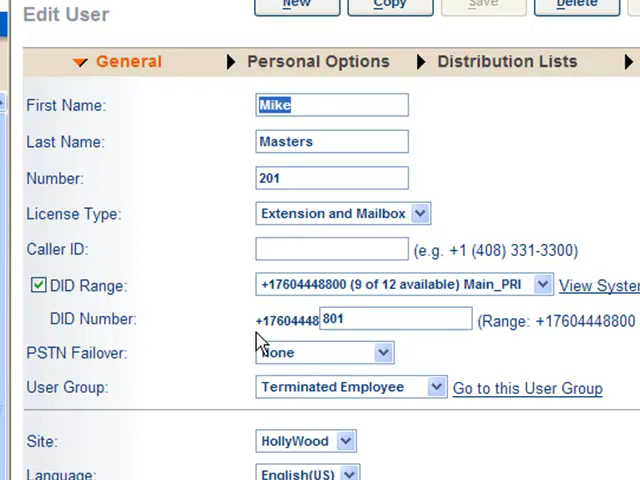 Edit User
New Copy Save Delete
General Personal Options Distribution Lists
First Name: Mike
Last Name: Masters
Number: 201
License Type: Extension and Mailbox
Caller ID: (e.g. +1 (408) 331-3300)
DID Range: +17604448800 (9 of 12 available) Main_PRI View Syste
DID Number: +17604448 801 (Range: +17604448800
PSTN Failover: None
User Group: Terminated Employee Go to this User Group
Site: HollyWood
Language: English(US)